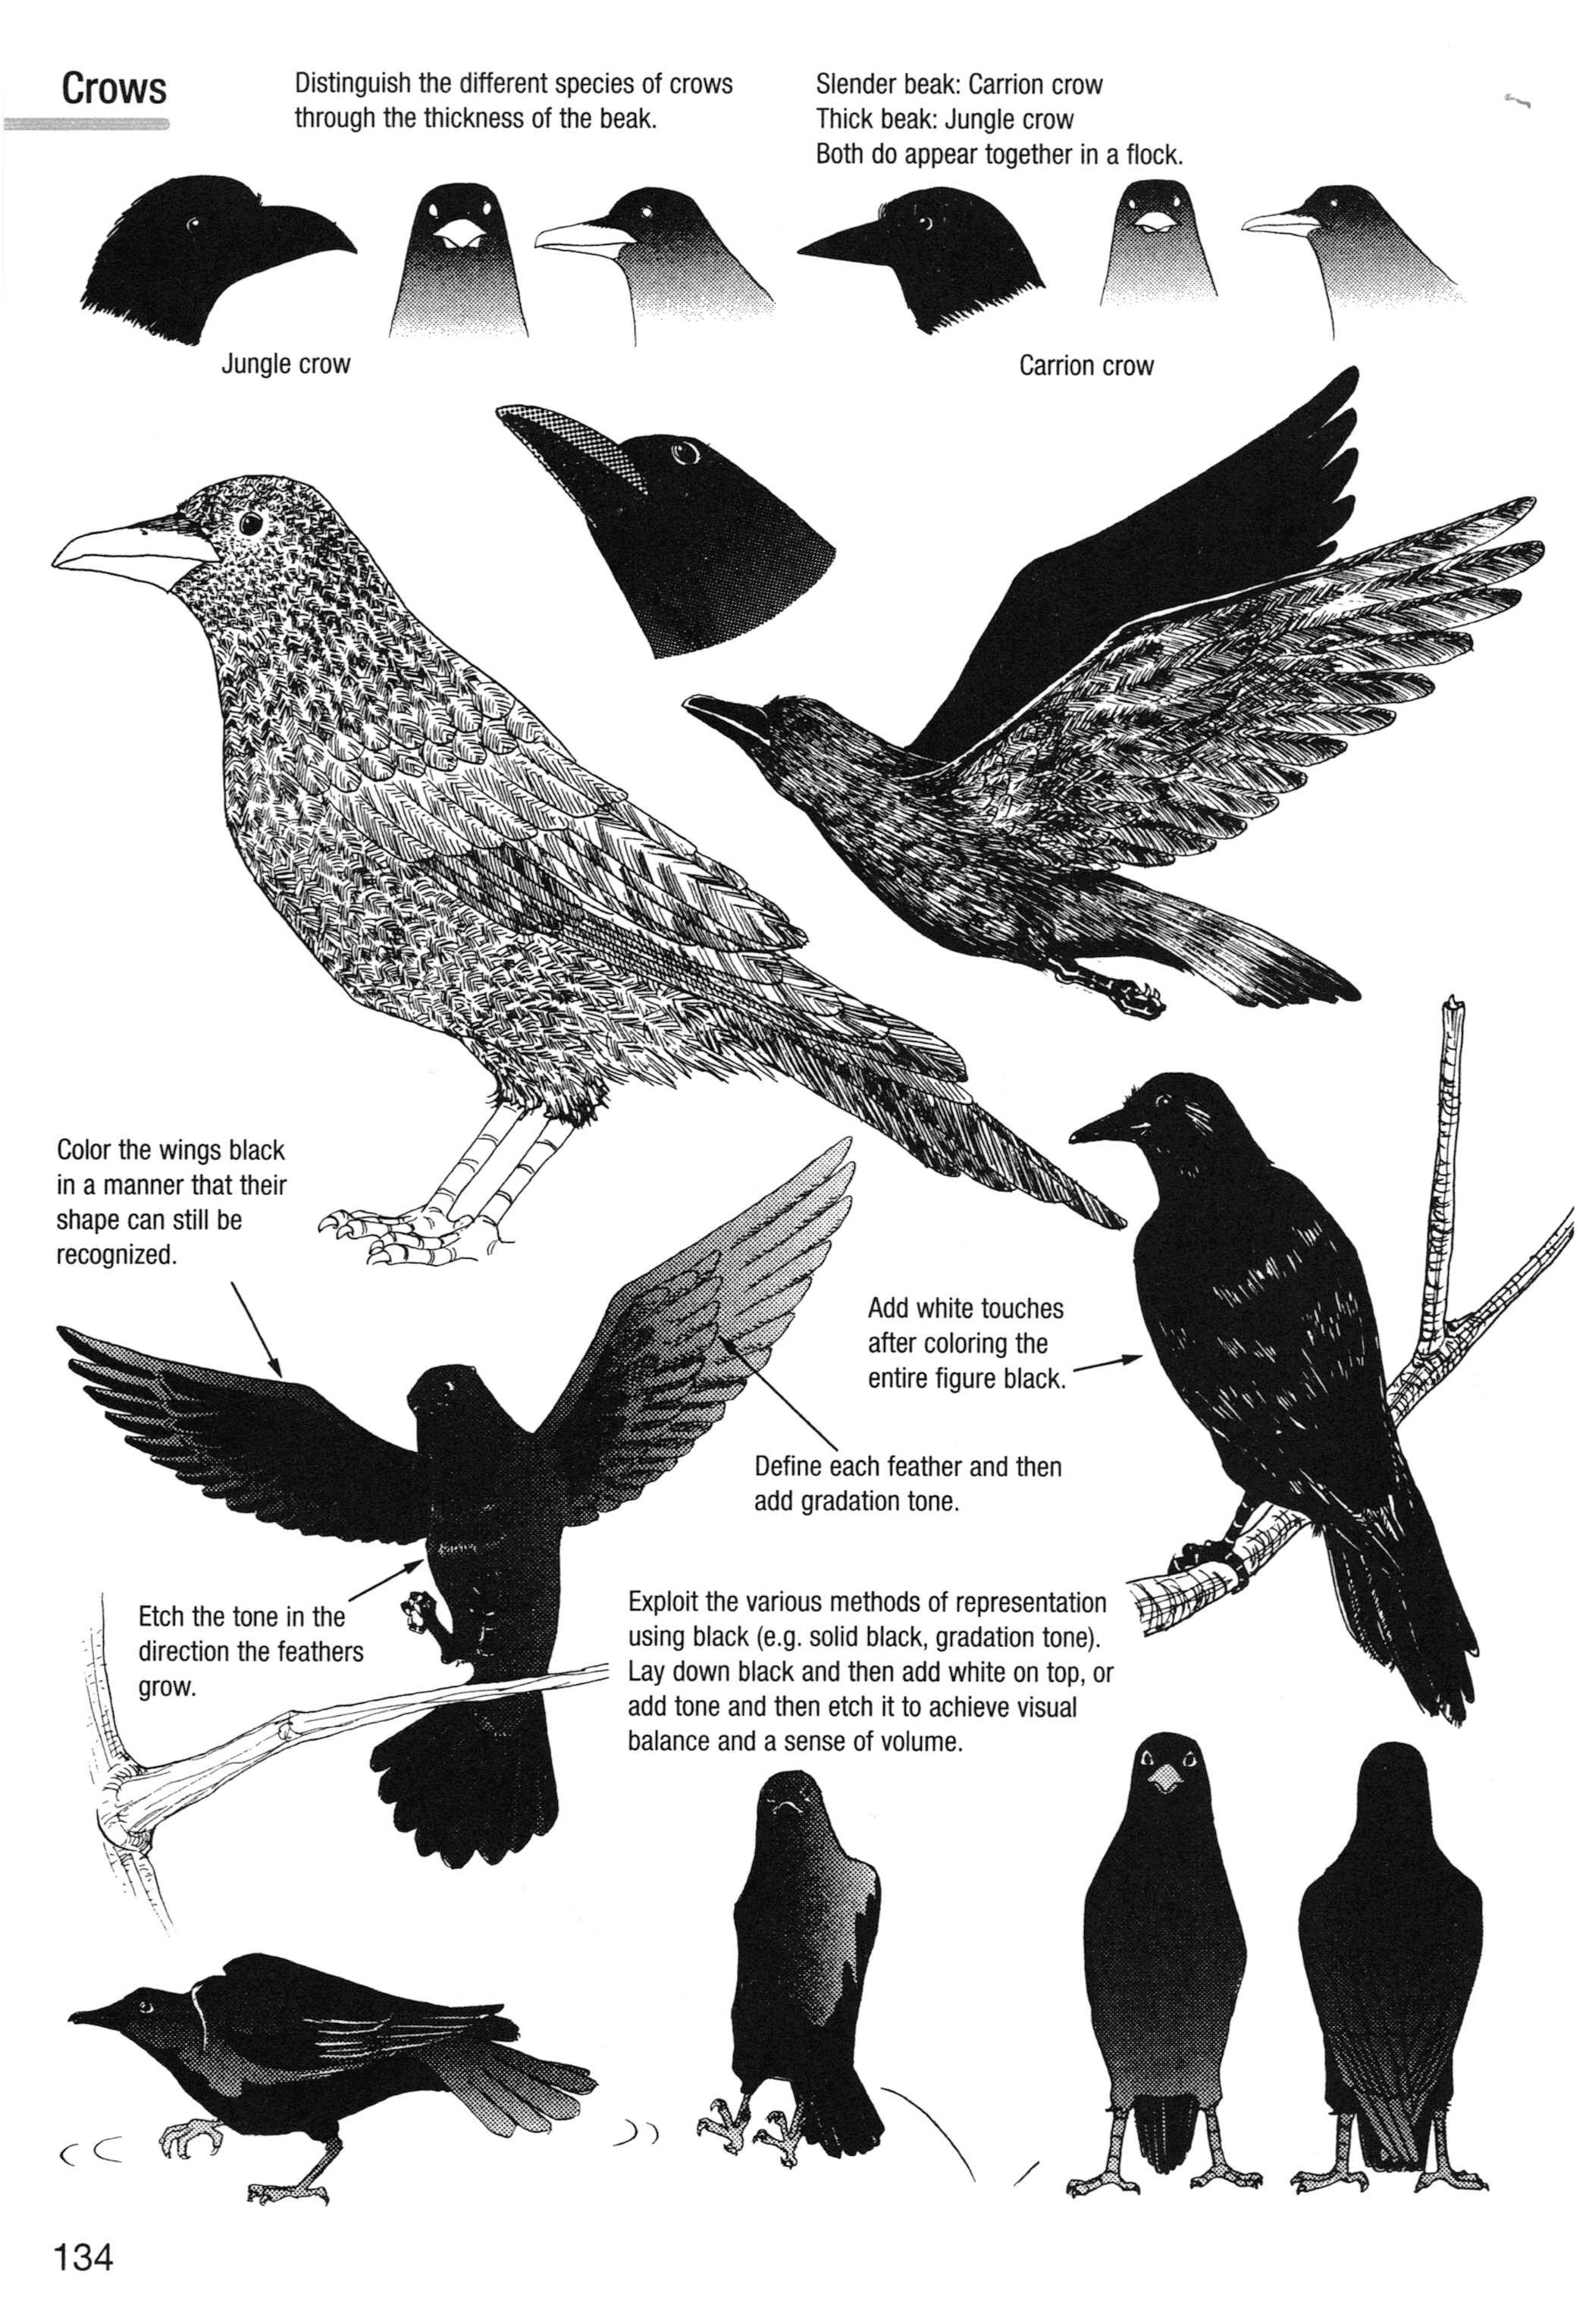 Crows
Distinguish the different species of crows
through the thickness of the beak.
Slender beak: Carrion crow
Thick beak: Jungle crow
Both do appear together in a flock.
Jungle crow
Carrion crow
Color the wings black
in a manner that their
shape can still be
recognized.
Add white touches
after coloring the
entire figure black.
Define each feather and then
add gradation tone.
Etch the tone in the
direction the feathers
grow.
Exploit the various methods of representation
using black (e.g. solid black, gradation tone).
Lay down black and then add white on top, or
add tone and then etch it to achieve visual
balance and a sense of volume.
134